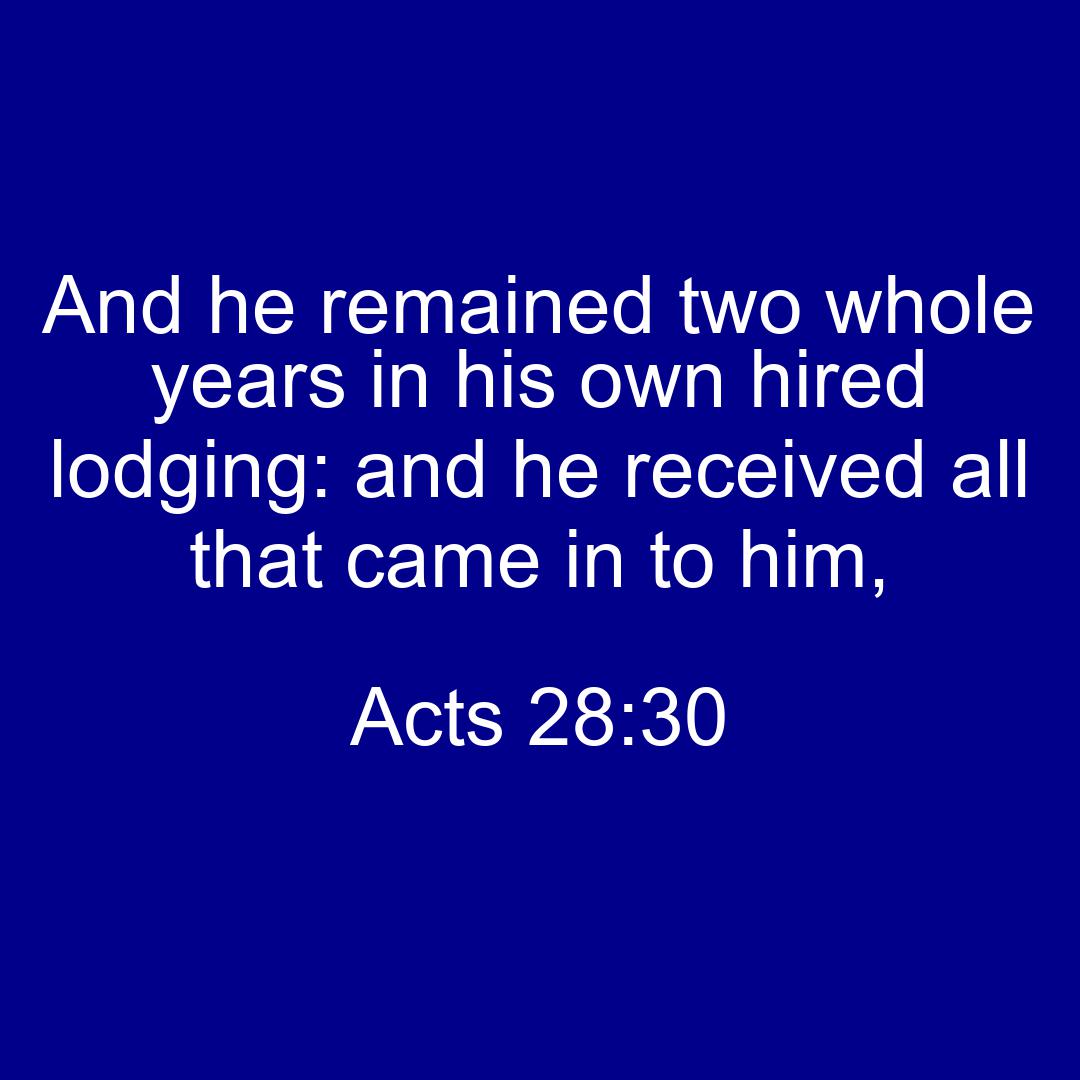 And he remained two whole
years in his own hired
lodging: and he received all
that came in to him,
Acts 28:30